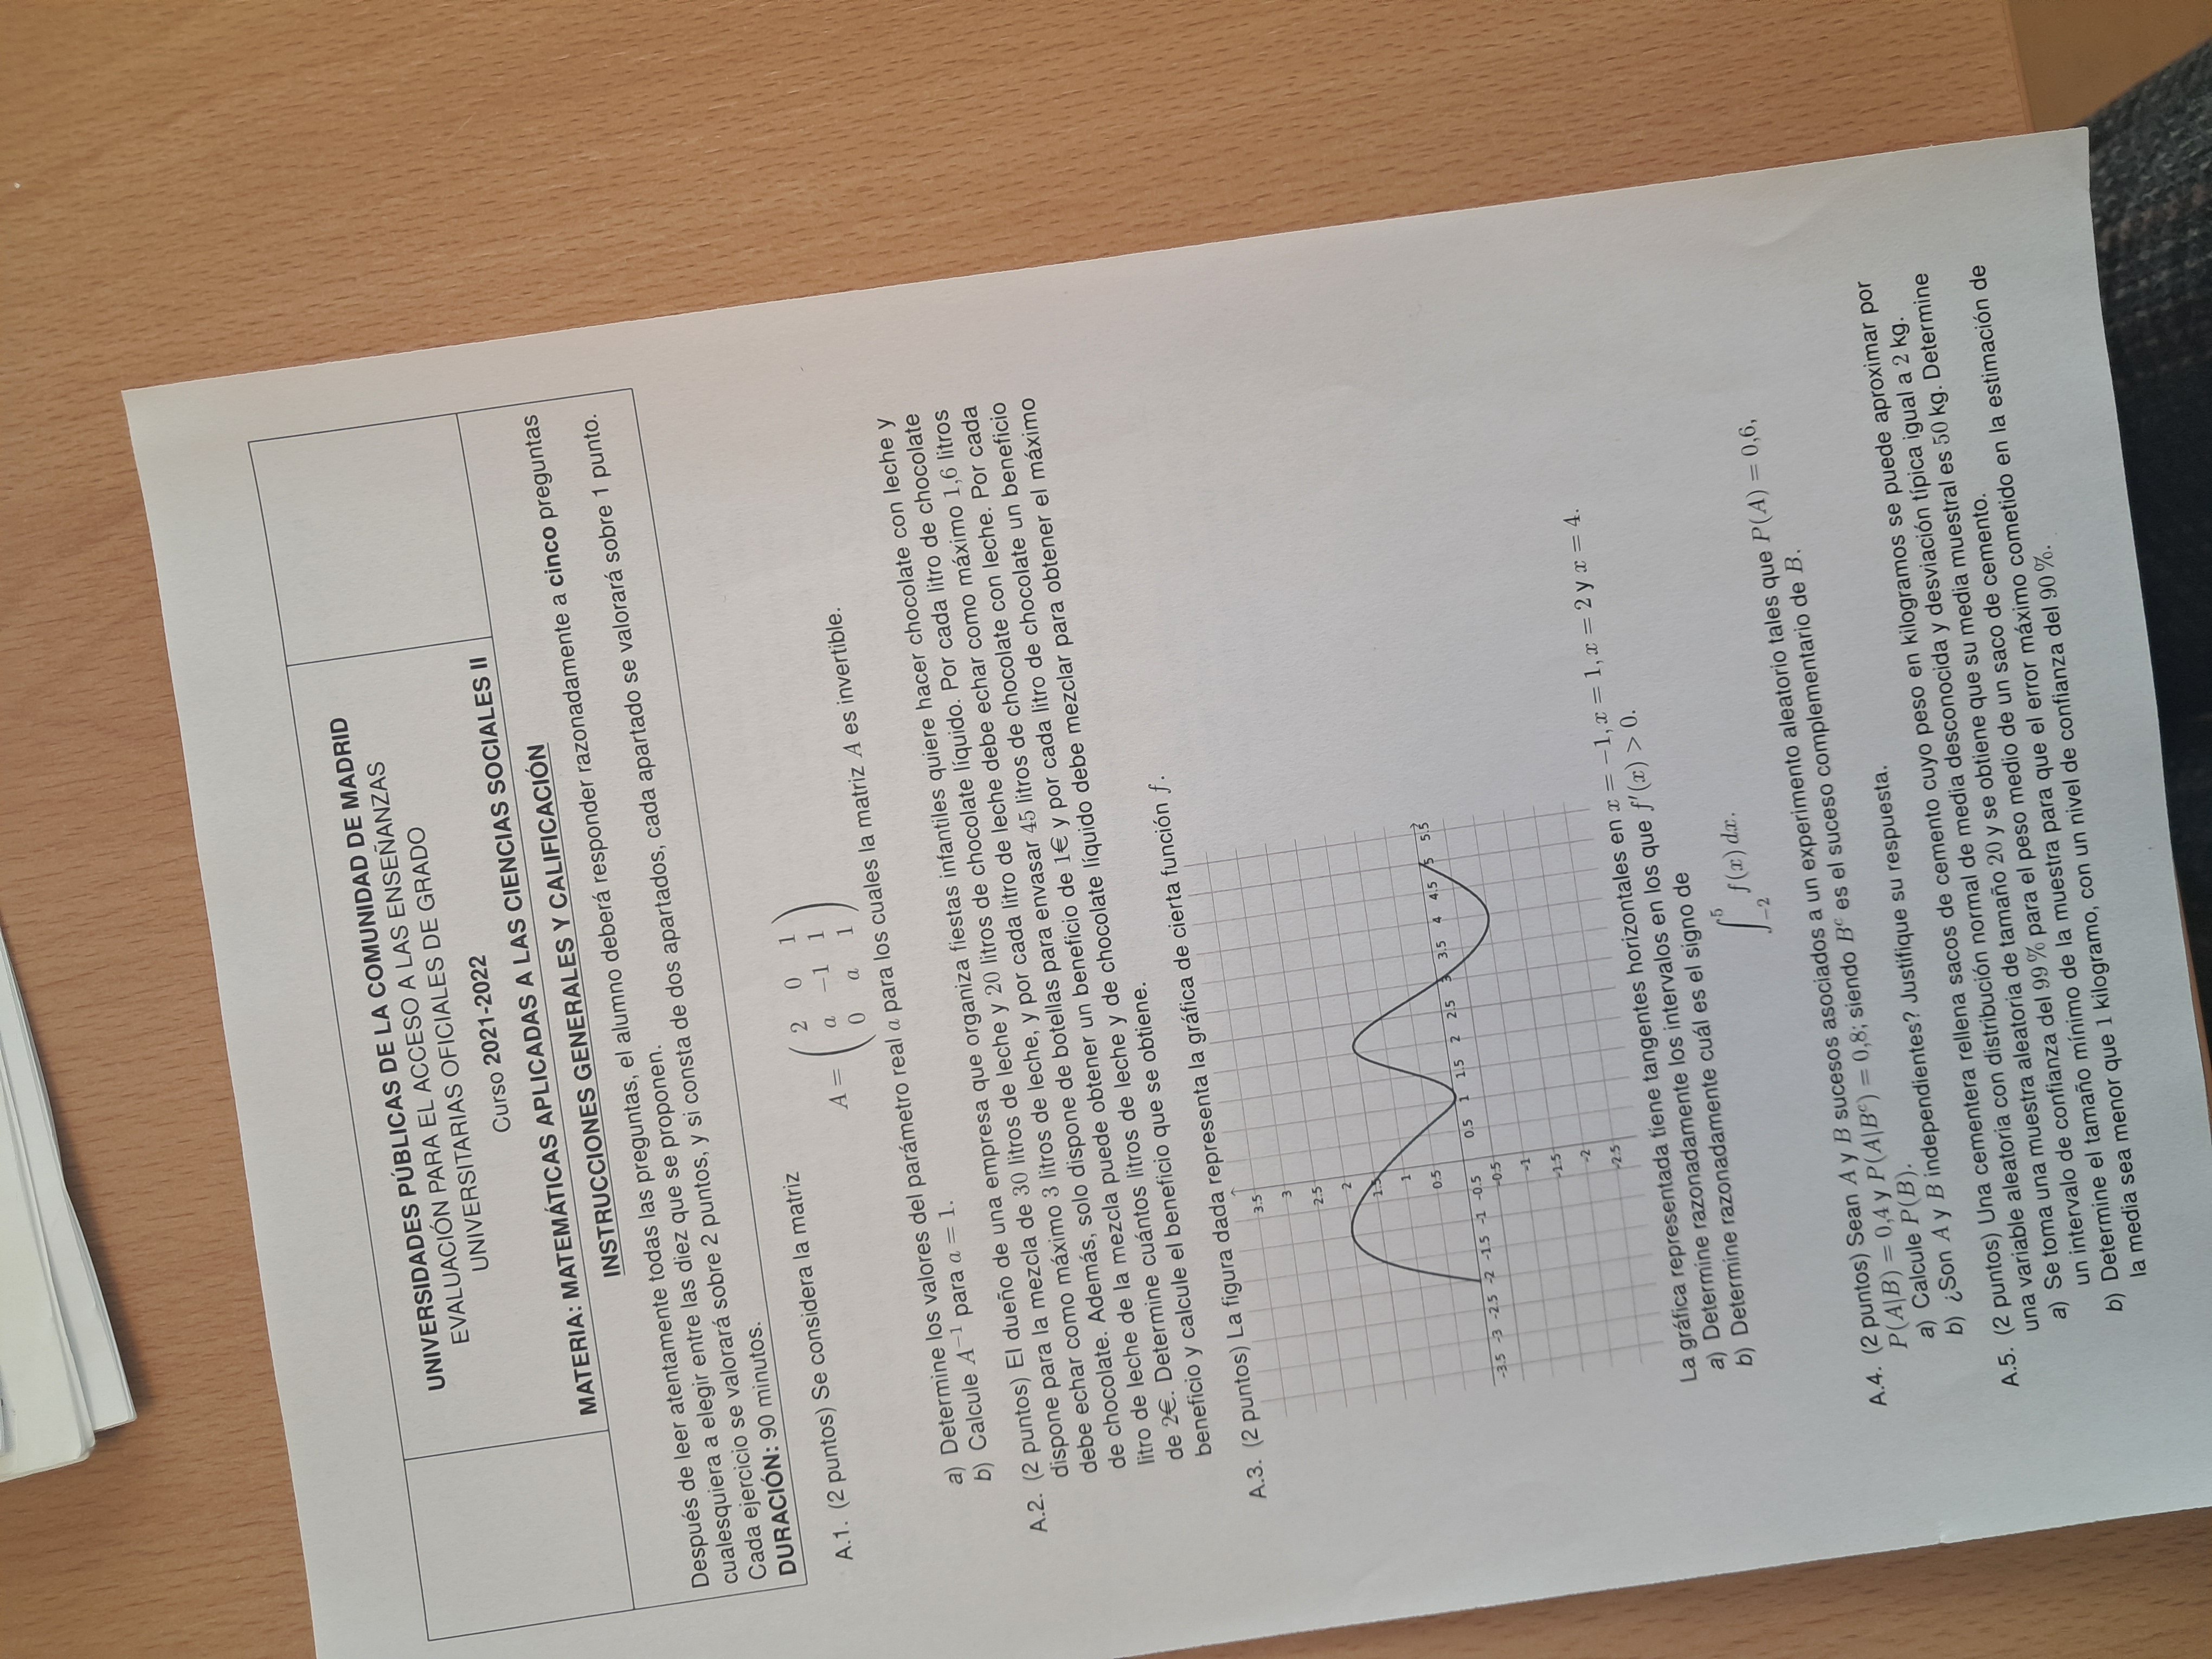 UNIVERSIDADES PÚBLICAS DE LA COMUNIDAD DE MADRID
EVALUACIÓN PARA EL ACCESO A LAS ENSEÑANZAS
UNIVERSITARIAS OFICIALES DE GRADO
Curso 2021-2022
MATERIA: MATEMÁTICAS APLICADAS A LAS CIENCIAS SOCIALES II
INSTRUCCIONES GENERALES Y CALIFICACIÓN
Después de leer atentamente todas las preguntas, el alumno deberá responder razonadamente a cinco preguntas
cualesquiera a elegir entre las diez que se proponen.
Cada ejercicio se valorará sobre 2 puntos, y si consta de dos apartados, cada apartado se valorará sobre 1 punto.
DURACIÓN: 90 minutos.
A.1. (2 puntos) Se considera la matriz
A = ( 2 0 1
a −1 1
0 a 1 )
a) Determine los valores del parámetro real a para los cuales la matriz A es invertible.
b) Calcule A⁻¹ para a = 1.
A.2. (2 puntos) El dueño de una empresa que organiza fiestas infantiles quiere hacer chocolate con leche y
dispone para la mezcla de 30 litros de leche y 20 litros de chocolate líquido. Por cada litro de chocolate
debe echar como máximo 3 litros de leche, y por cada litro de leche debe echar como máximo 1,6 litros
de chocolate. Además, solo dispone de botellas para envasar 45 litros de chocolate con leche. Por cada
litro de leche de la mezcla puede obtener un beneficio de 1€ y por cada litro de chocolate un beneficio
de 2€. Determine cuántos litros de leche y de chocolate líquido debe mezclar para obtener el máximo
beneficio y calcule el beneficio que se obtiene.
A.3. (2 puntos) La figura dada representa la gráfica de cierta función f.
3.5
3
2.5
2
1.5
1
0.5
-3.5 -3 -2.5 -2 -1.5 -1 -0.5 0.5 1 1.5 2 2.5 3 3.5 4 4.5 5 5.5
-0.5
-1
-1.5
-2
-2.5
La gráfica representada tiene tangentes horizontales en x = −1, x = 1, x = 2 y x = 4.
a) Determine razonadamente los intervalos en los que f′(x) > 0.
b) Determine razonadamente cuál es el signo de
∫₋₂⁵ f(x) dx.
A.4. (2 puntos) Sean A y B sucesos asociados a un experimento aleatorio tales que P(A) = 0,6,
P(A|B) = 0,4 y P(A|Bᶜ) = 0,8; siendo Bᶜ es el suceso complementario de B.
a) Calcule P(B).
b) ¿Son A y B independientes? Justifique su respuesta.
A.5. (2 puntos) Una cementera rellena sacos de cemento cuyo peso en kilogramos se puede aproximar por
una variable aleatoria con distribución normal de media desconocida y desviación típica igual a 2 kg.
a) Se toma una muestra aleatoria de tamaño 20 y se obtiene que su media muestral es 50 kg. Determine
un intervalo de confianza del 99 % para el peso medio de un saco de cemento.
b) Determine el tamaño mínimo de la muestra para que el error máximo cometido en la estimación de
la media sea menor que 1 kilogramo, con un nivel de confianza del 90 %.